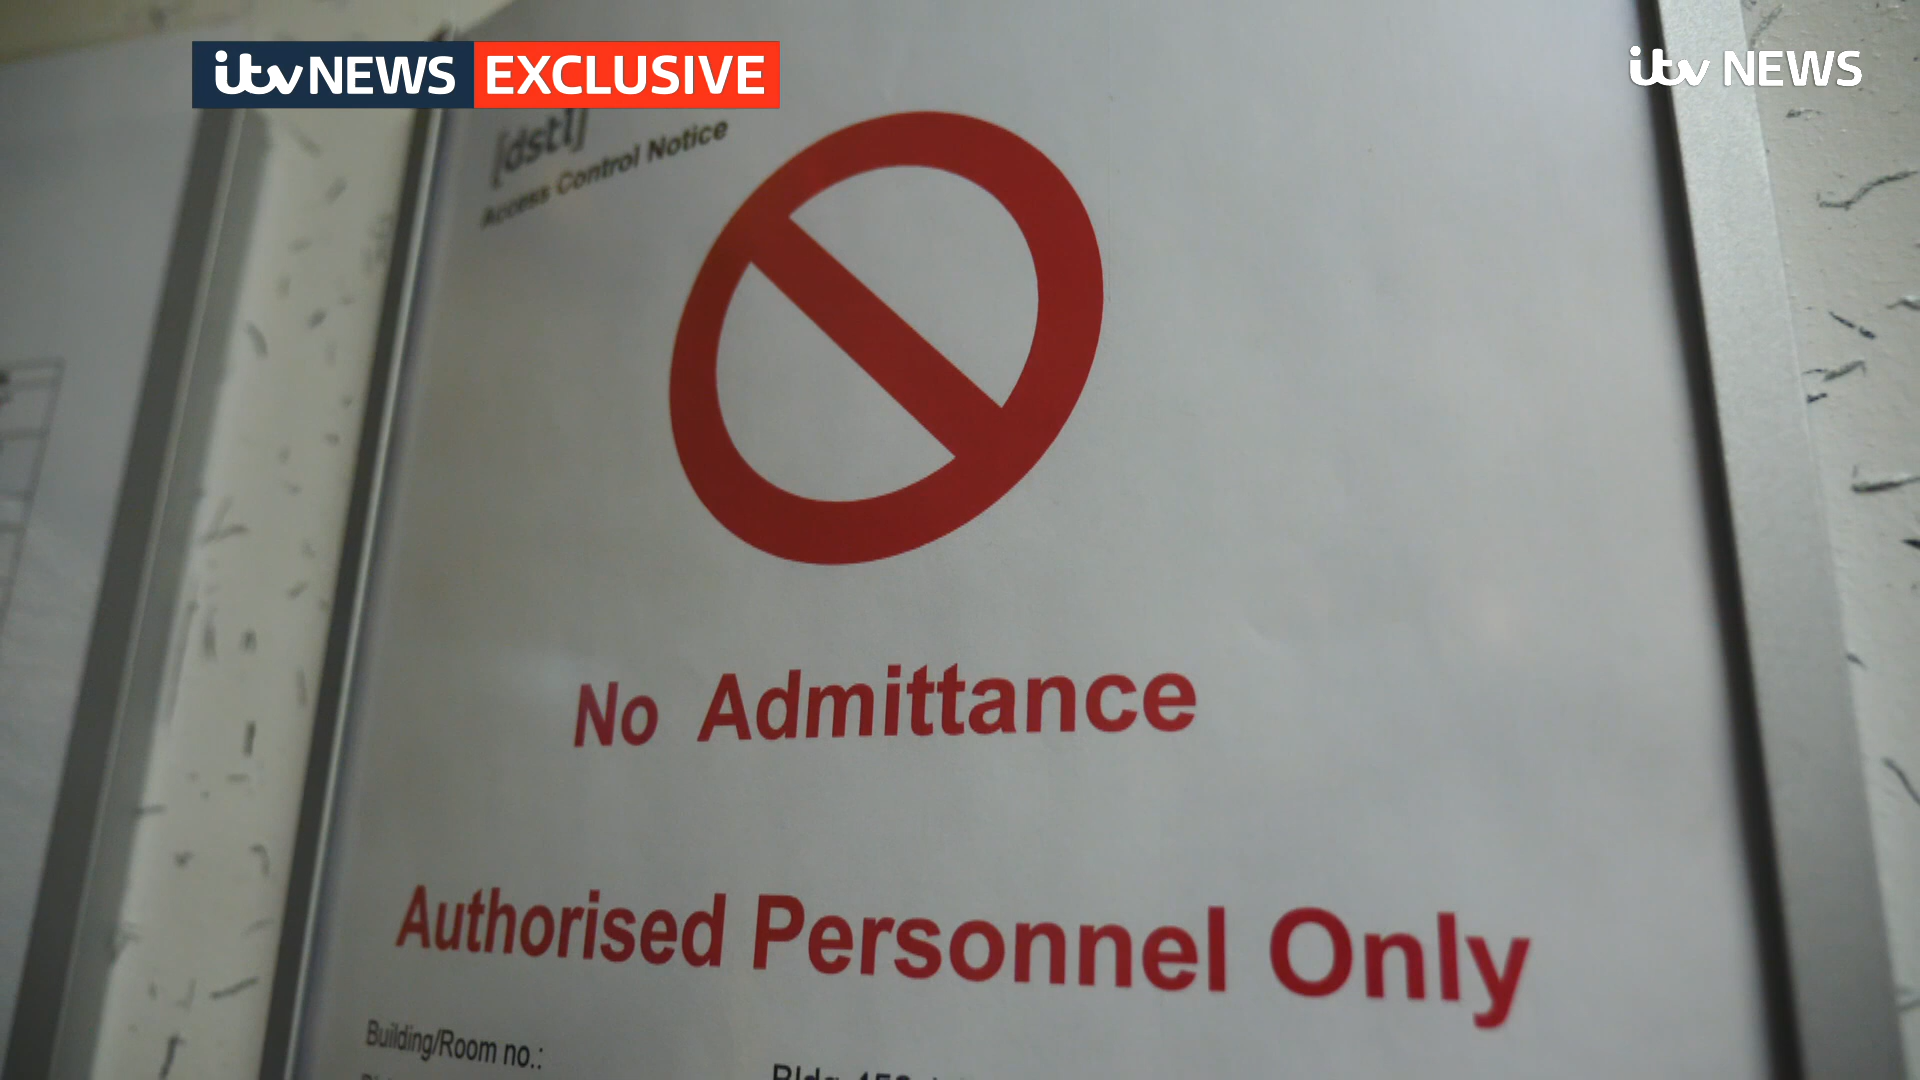 itv NEWS EXCLUSIVE
itv NEWS
[dstl]
Access Control Notice
No Admittance
Authorised Personnel Only
Building/Room no.: